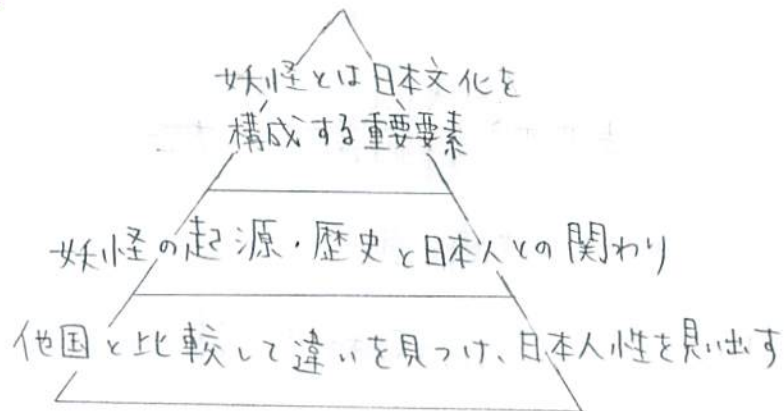 妖怪とは日本文化を
構成する重要要素
妖怪の起源・歴史と日本人との関わり
他国と比較して違いを見つけ、日本人性を見い出す